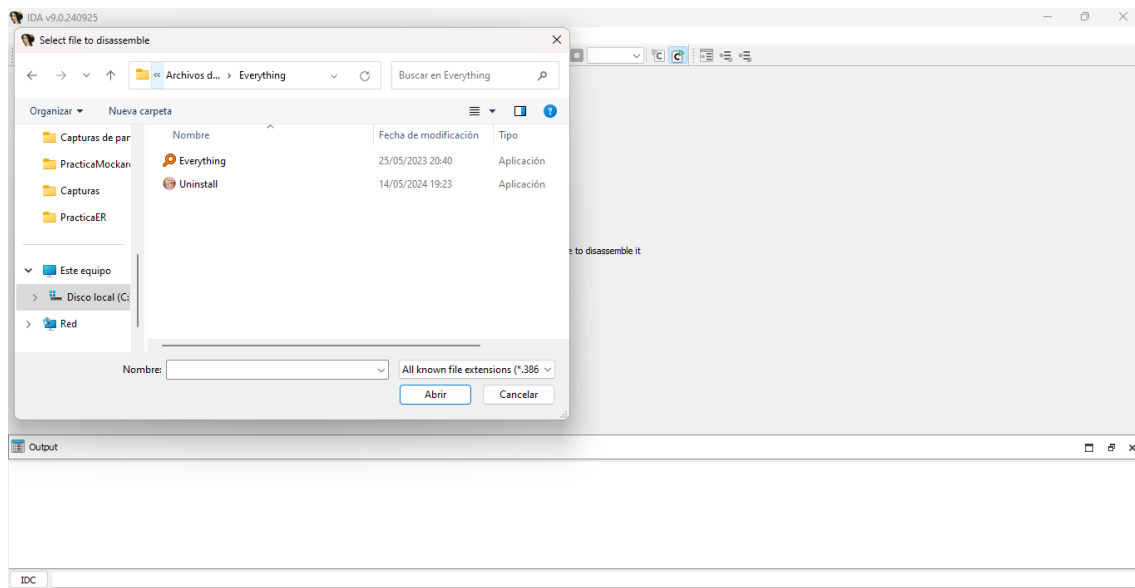 IDA v9.0.240925
Select file to disassemble
« Archivos d... › Everything
Buscar en Everything
Organizar
Nueva carpeta
Nombre
Fecha de modificación
Tipo
Capturas de par
PracticaMockar
Capturas
PracticaER
Everything
25/05/2023 20:40
Aplicación
Uninstall
14/05/2024 19:23
Aplicación
Este equipo
Disco local (C:
Red
to disassemble it
Nombre:
All known file extensions (*.386
Abrir
Cancelar
Output
IDC